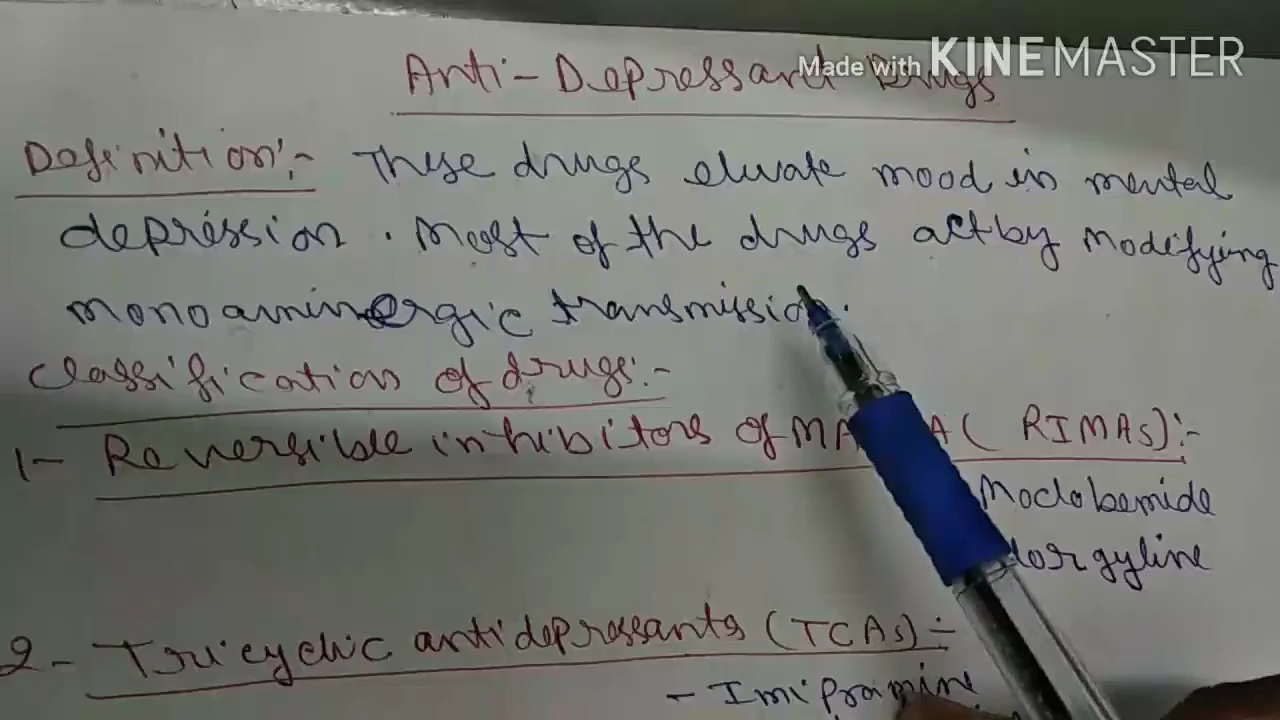 Made with KINEMASTER
Anti-Depressant Drugs
Definition:- These drugs elevate mood in mental
depression. Most of the drugs act by modifying
monoaminergic transmission.
Classification of drugs:-
1- Reversible inhibitors of MA A (RIMAs):-
Moclobemide
lorgyline
2- Tricyclic antidepressants (TCAs):-
- Imipramine